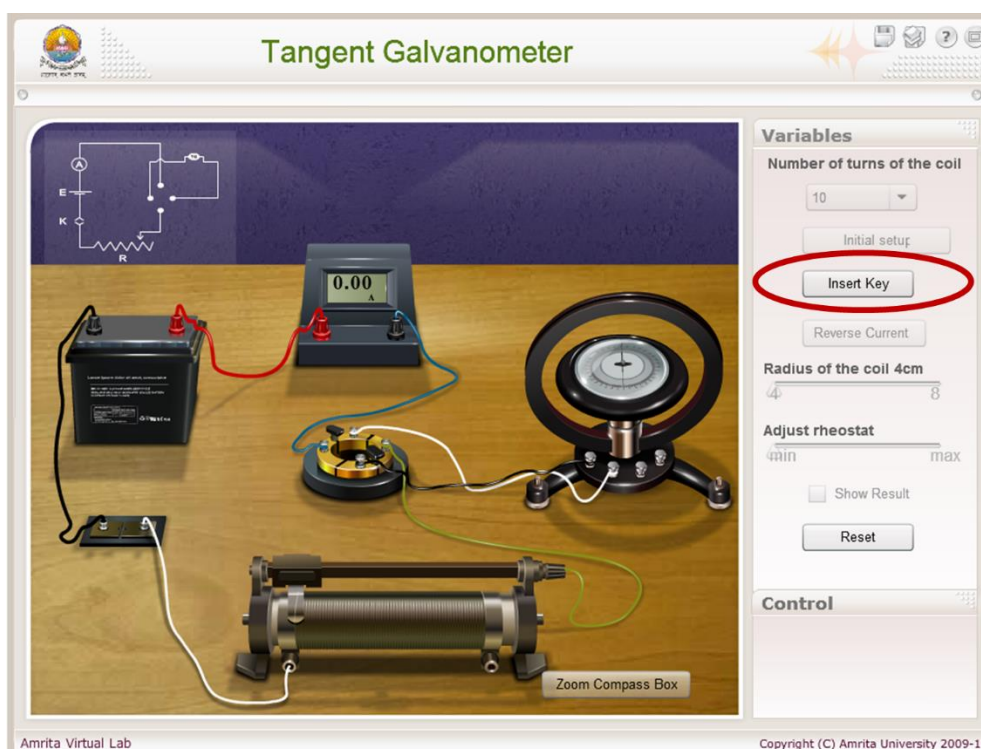 Tangent Galvanometer
?
A
E
K
R
0.00
A
Variables
Number of turns of the coil
10
Initial setup
Insert Key
Reverse Current
Radius of the coil 4cm
4 8
Adjust rheostat
min max
Show Result
Reset
Control
Zoom Compass Box
Amrita Virtual Lab
Copyright (C) Amrita University 2009-1